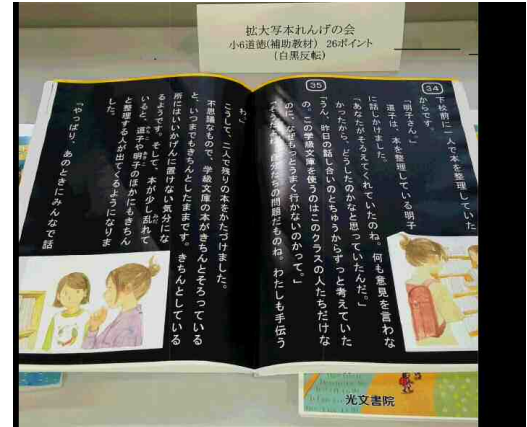 拡大写本れんげの会
小6道徳(補助教材) 26ポイント
(白黒反転)
34
下校前に一人で本を整理していた
からです。
「明子さん。」
道子は、本を整理している明子
に話しかけました。
「あなたがそろえてくれていたのね。何も意見を言わな
かったから、どうしたのかなと思っていたんだ。」
「うん、昨日の話し合いのとちゅうからずっと考えていた
の、この学級文庫を使うのはこのクラスの人たちだけな
のに、なぜもっとうまく行かないのかって。」
自分たちの問題だものね。わたしも手伝う
35
わ。」
こうして、二人で残りの本をかたづけました。
不思議なもので、学級文庫の本がきちんとそろっている
と、いつまでもきちんとしたままです。きちんとしている
所にはいいかげんに置けない気分にな
るようです。そして、本が少し乱れて
いると、道子や明子のほかにもきちん
と整理する人が出てくるようになりま
した。
「やっぱり、あのときにみんなで話
光文書院